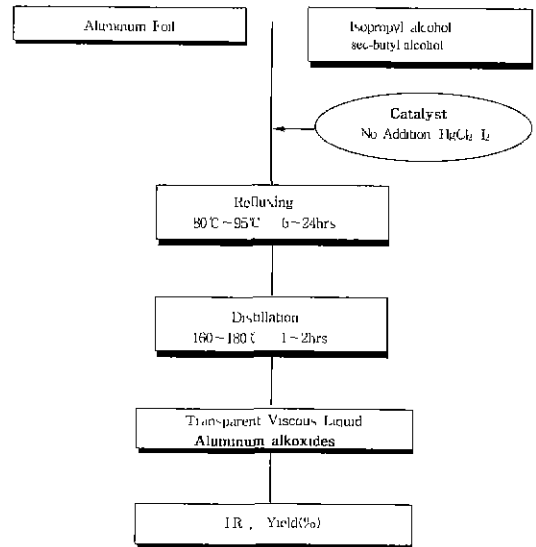 Aluminum Foil
Isopropyl alcohol
sec-butyl alcohol
Catalyst
No Addition HgCl₂ I₂
Refluxing
80℃~95℃ 6~24hrs
Distillation
160~180℃ 1~2hrs
Transparent Viscous Liquid
Aluminum alkoxides
IR , Yield(%)